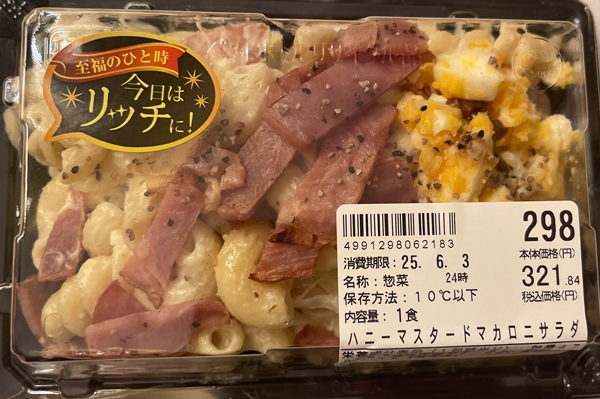 至福のひと時
今日は
リッチに!
4991298062183
消費期限:25. 6. 3
名称:惣菜 24時
保存方法:10℃以下
内容量:1食
298
本体価格(円)
321.84
税込価格(円)
ハニーマスタードマカロニサラダ